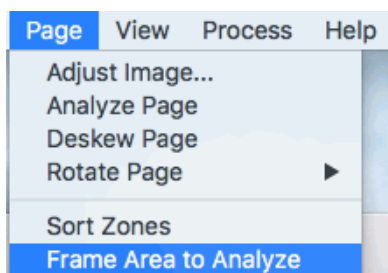 Page View Process Help
Adjust Image...
Analyze Page
Deskew Page
Rotate Page
Sort Zones
Frame Area to Analyze